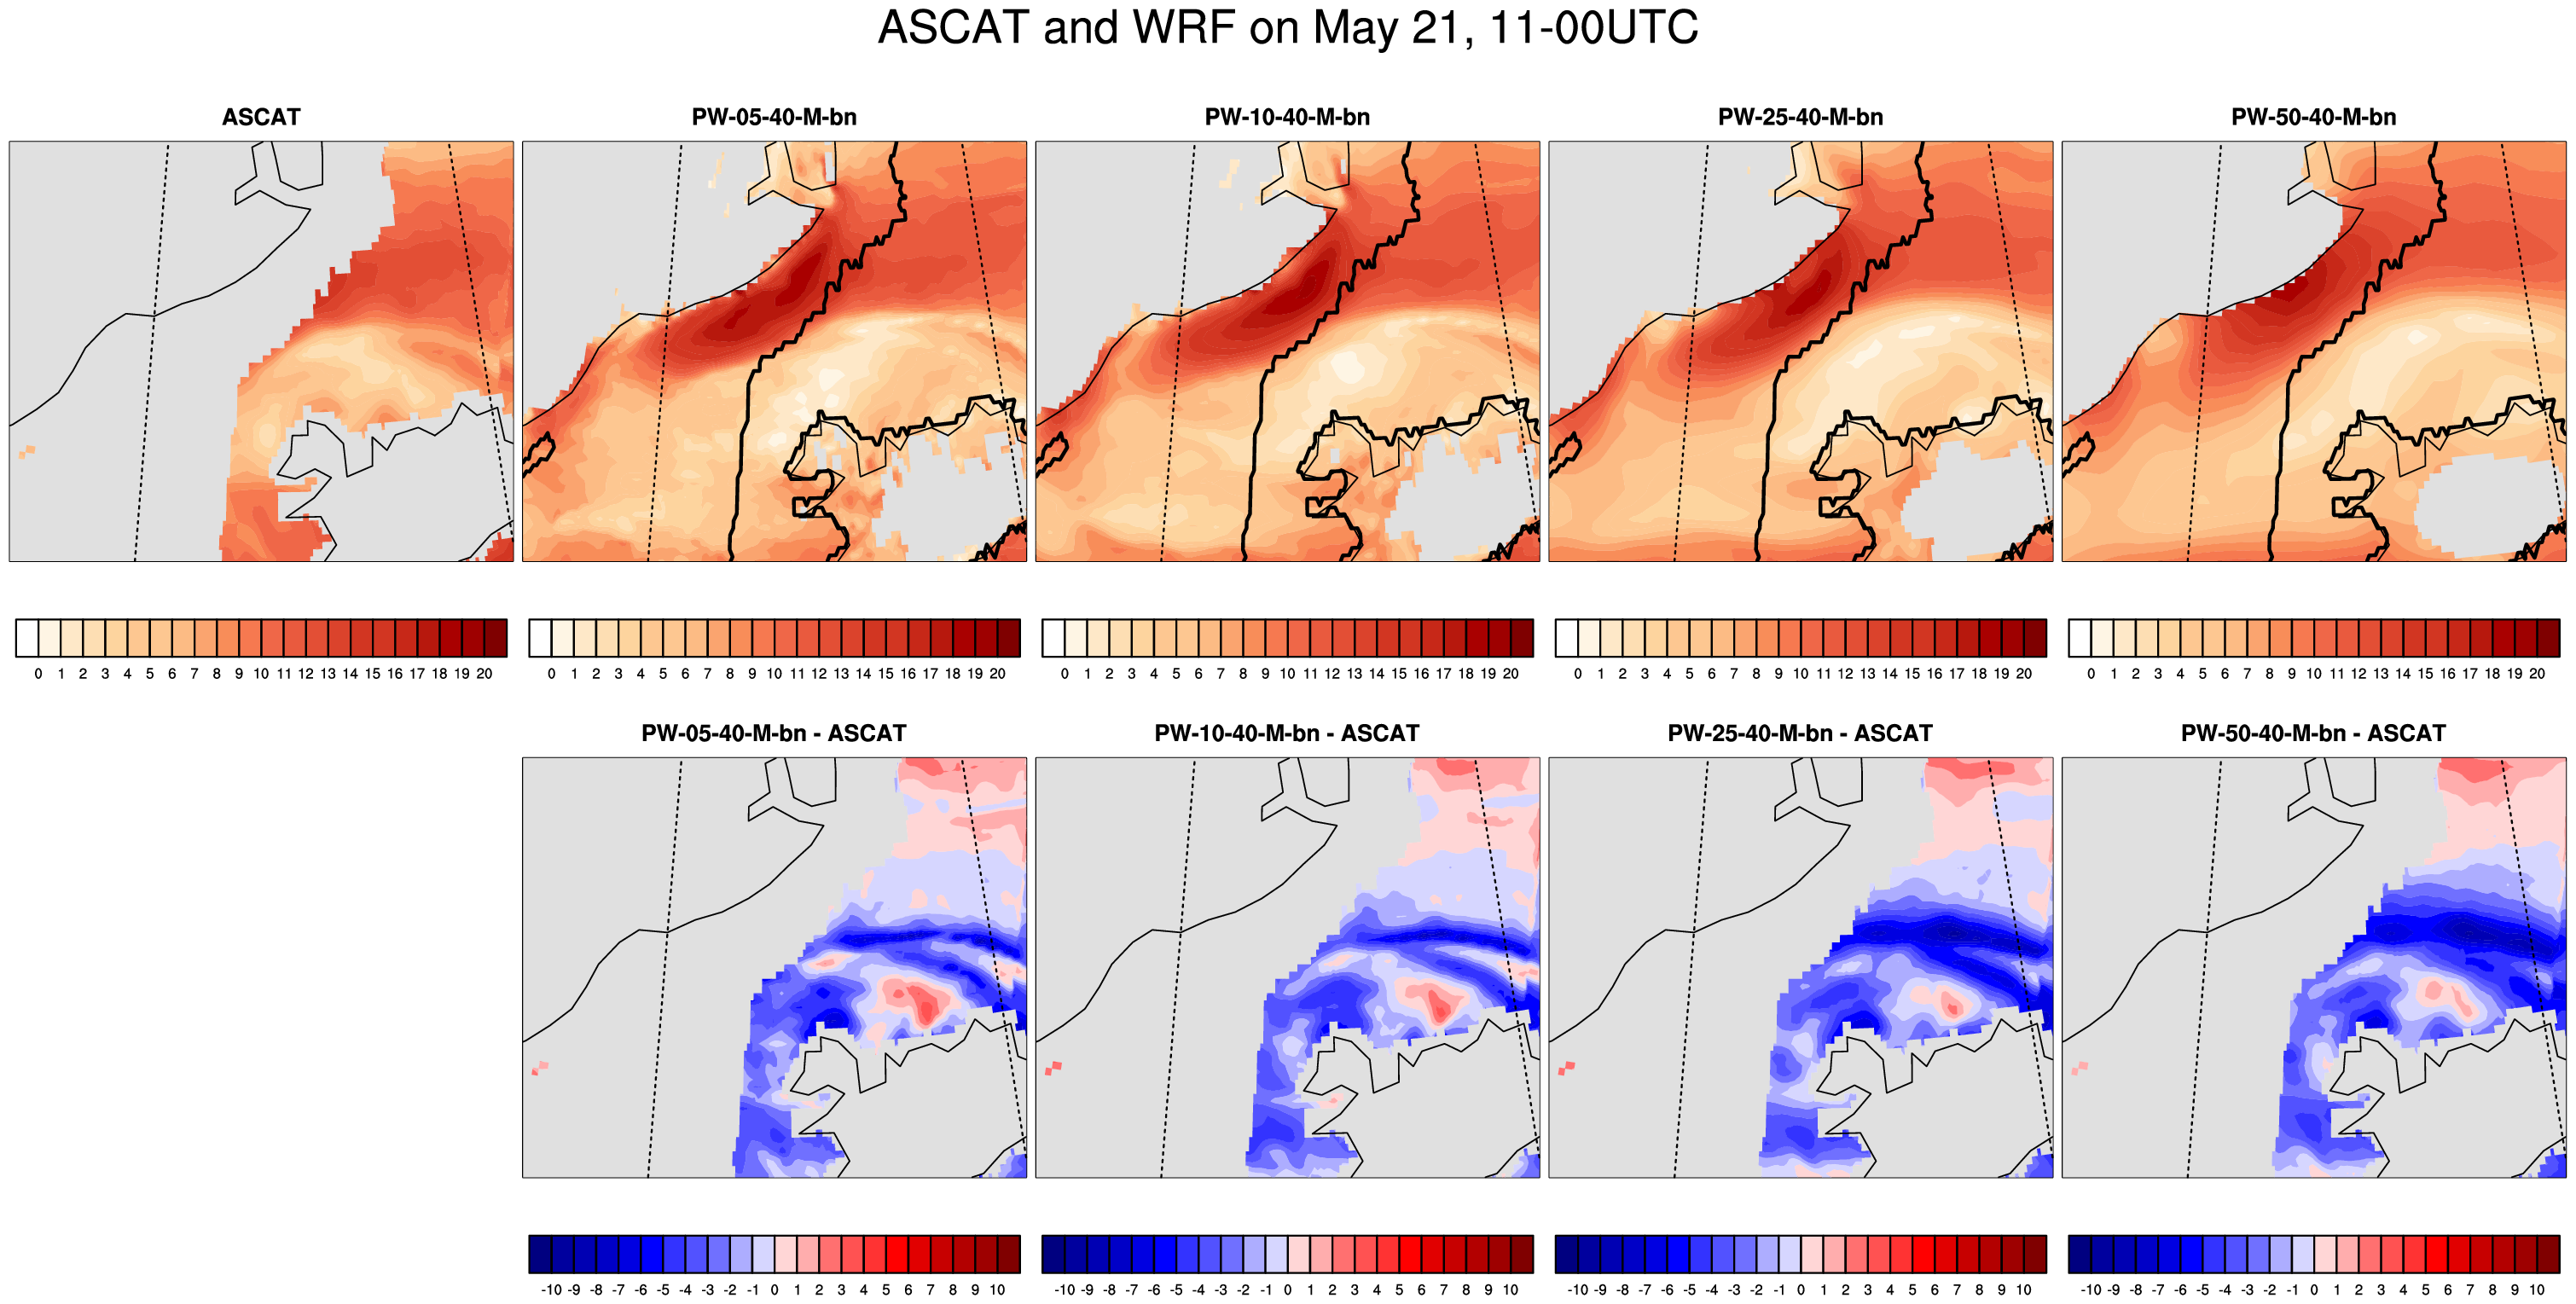 ASCAT and WRF on May 21, 11-00UTC
ASCAT
PW-05-40-M-bn
PW-10-40-M-bn
PW-25-40-M-bn
PW-50-40-M-bn
0 1 2 3 4 5 6 7 8 9 10 11 12 13 14 15 16 17 18 19 20
0 1 2 3 4 5 6 7 8 9 10 11 12 13 14 15 16 17 18 19 20
0 1 2 3 4 5 6 7 8 9 10 11 12 13 14 15 16 17 18 19 20
0 1 2 3 4 5 6 7 8 9 10 11 12 13 14 15 16 17 18 19 20
0 1 2 3 4 5 6 7 8 9 10 11 12 13 14 15 16 17 18 19 20
PW-05-40-M-bn - ASCAT
PW-10-40-M-bn - ASCAT
PW-25-40-M-bn - ASCAT
PW-50-40-M-bn - ASCAT
-10 -9 -8 -7 -6 -5 -4 -3 -2 -1 0 1 2 3 4 5 6 7 8 9 10
-10 -9 -8 -7 -6 -5 -4 -3 -2 -1 0 1 2 3 4 5 6 7 8 9 10
-10 -9 -8 -7 -6 -5 -4 -3 -2 -1 0 1 2 3 4 5 6 7 8 9 10
-10 -9 -8 -7 -6 -5 -4 -3 -2 -1 0 1 2 3 4 5 6 7 8 9 10